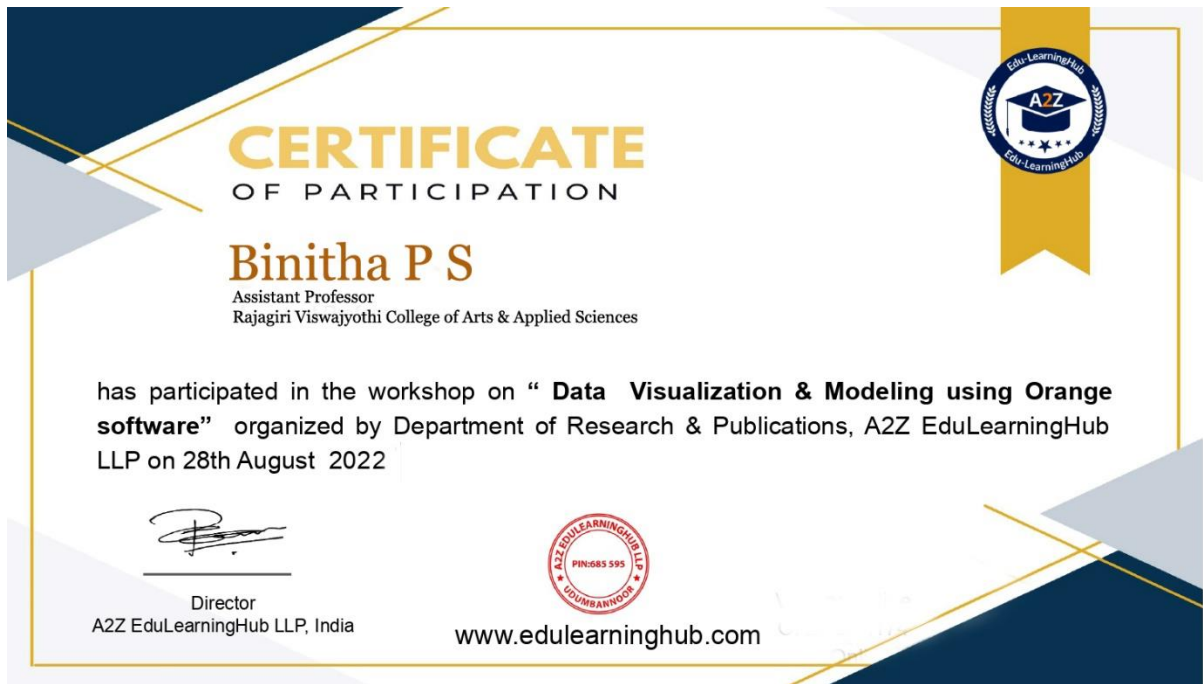 Edu-LearningHub
A2Z
Edu-LearningHub
CERTIFICATE
OF PARTICIPATION
Binitha P S
Assistant Professor
Rajagiri Viswajyothi College of Arts & Applied Sciences
has participated in the workshop on “ Data Visualization & Modeling using Orange
software” organized by Department of Research & Publications, A2Z EduLearningHub
LLP on 28th August 2022
Director
A2Z EduLearningHub LLP, India
A2Z EDULEARNINGHUB LLP
PIN:685 595
UDUMBANNOOR
www.edulearninghub.com